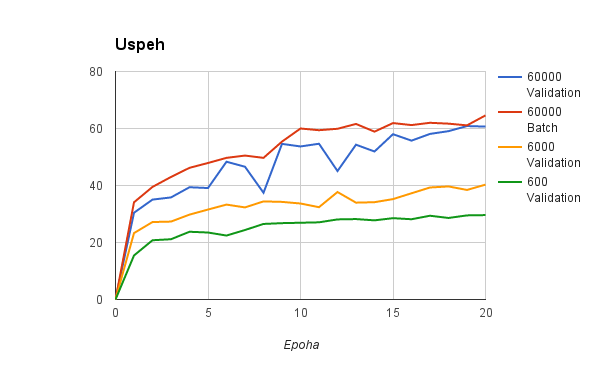 Uspeh
80
60
40
20
0
0
5
10
15
20
Epoha
60000
Validation
60000
Batch
6000
Validation
600
Validation